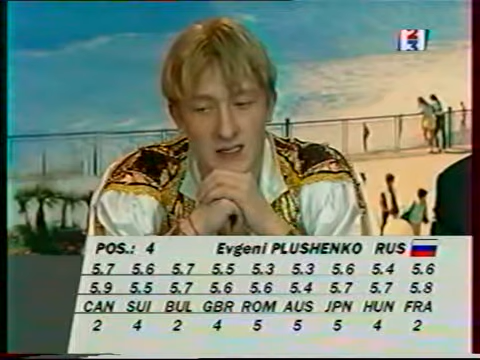 2
3
POS.: 4 Evgeni PLUSHENKO RUS
5.7 5.6 5.7 5.5 5.3 5.3 5.6 5.4 5.6
5.9 5.5 5.7 5.6 5.6 5.4 5.7 5.7 5.8
CAN SUI BUL GBR ROM AUS JPN HUN FRA
2 4 2 4 5 5 5 4 2